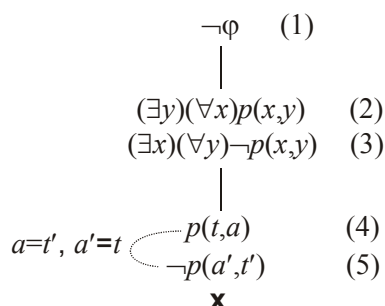 ¬φ (1)
(∃y)(∀x)p(x,y) (2)
(∃x)(∀y)¬p(x,y) (3)
p(t,a) (4)
a=t′, a′=t
¬p(a′,t′) (5)
x